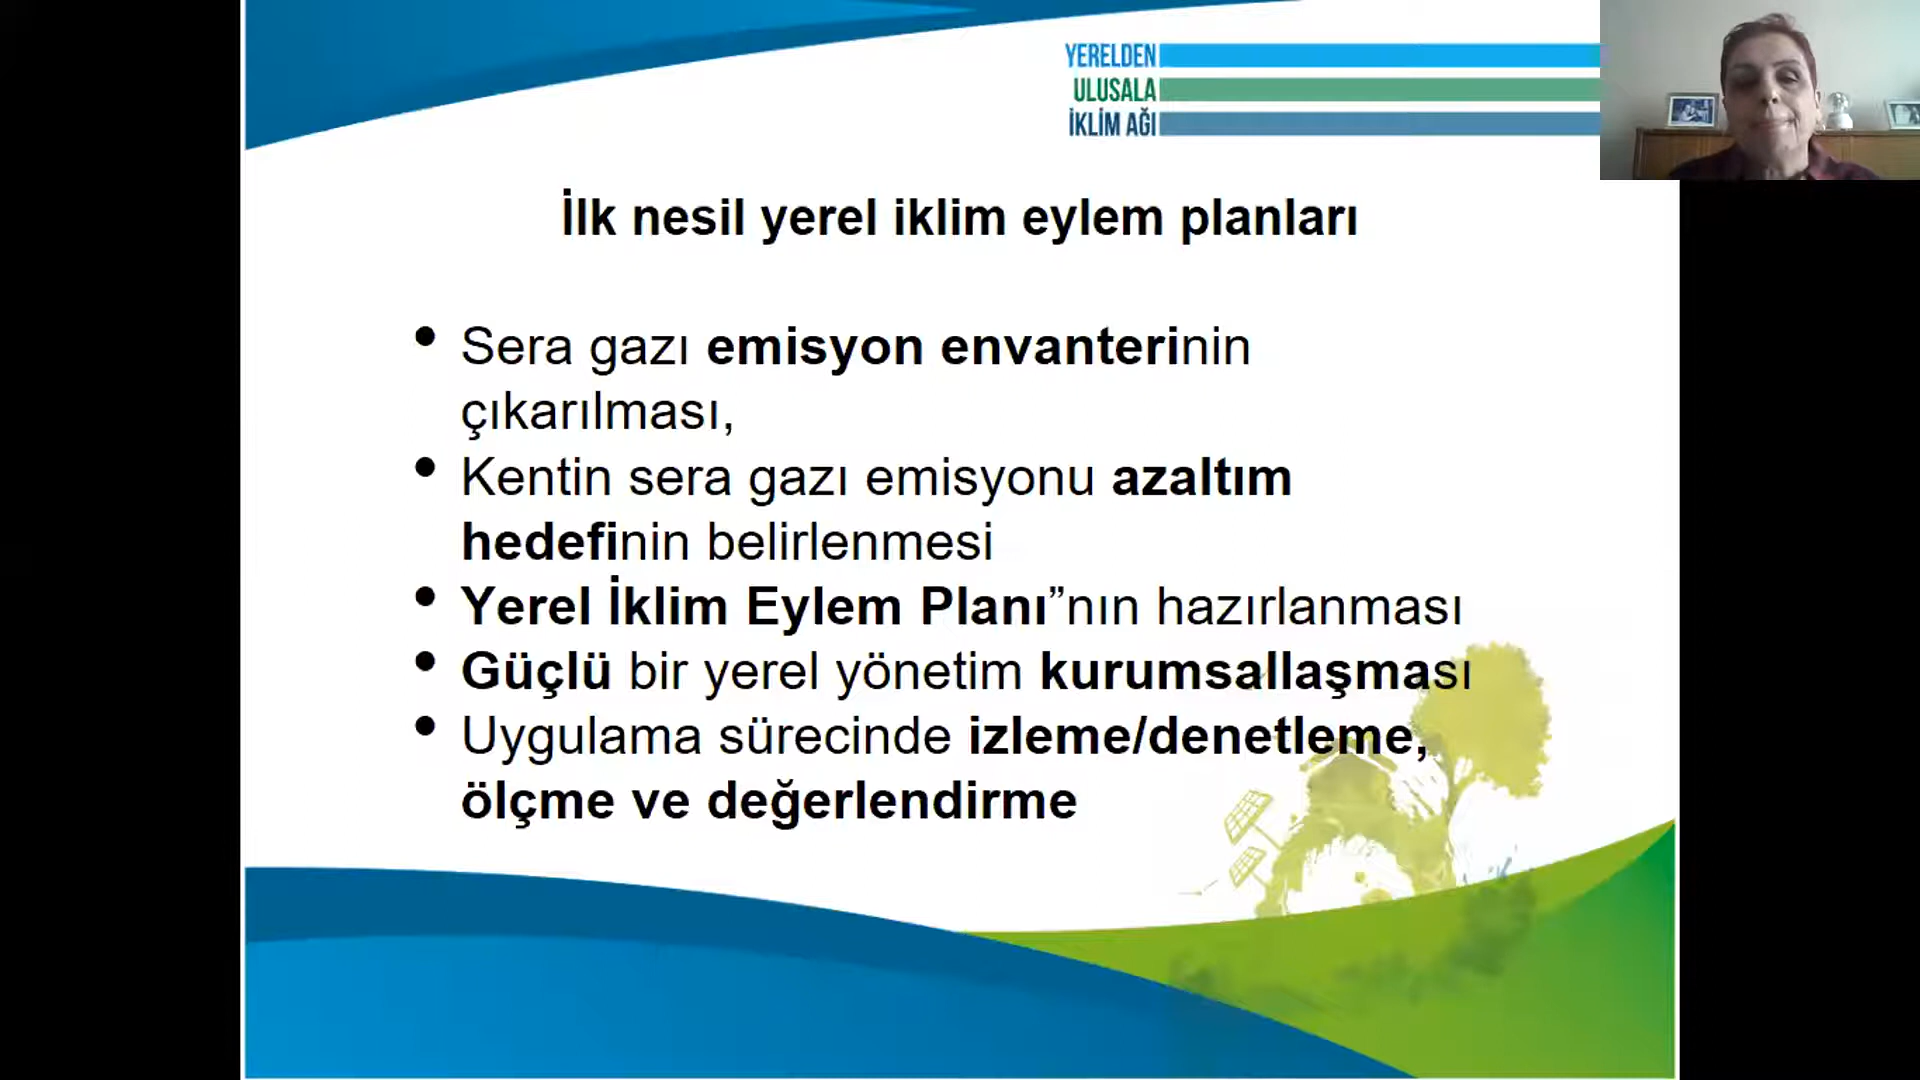 YERELDEN
ULUSALA
İKLİM AĞI
İlk nesil yerel iklim eylem planları
• Sera gazı emisyon envanterinin
çıkarılması,
• Kentin sera gazı emisyonu azaltım
hedefinin belirlenmesi
• Yerel İklim Eylem Planı”nın hazırlanması
• Güçlü bir yerel yönetim kurumsallaşması
• Uygulama sürecinde izleme/denetleme,
ölçme ve değerlendirme